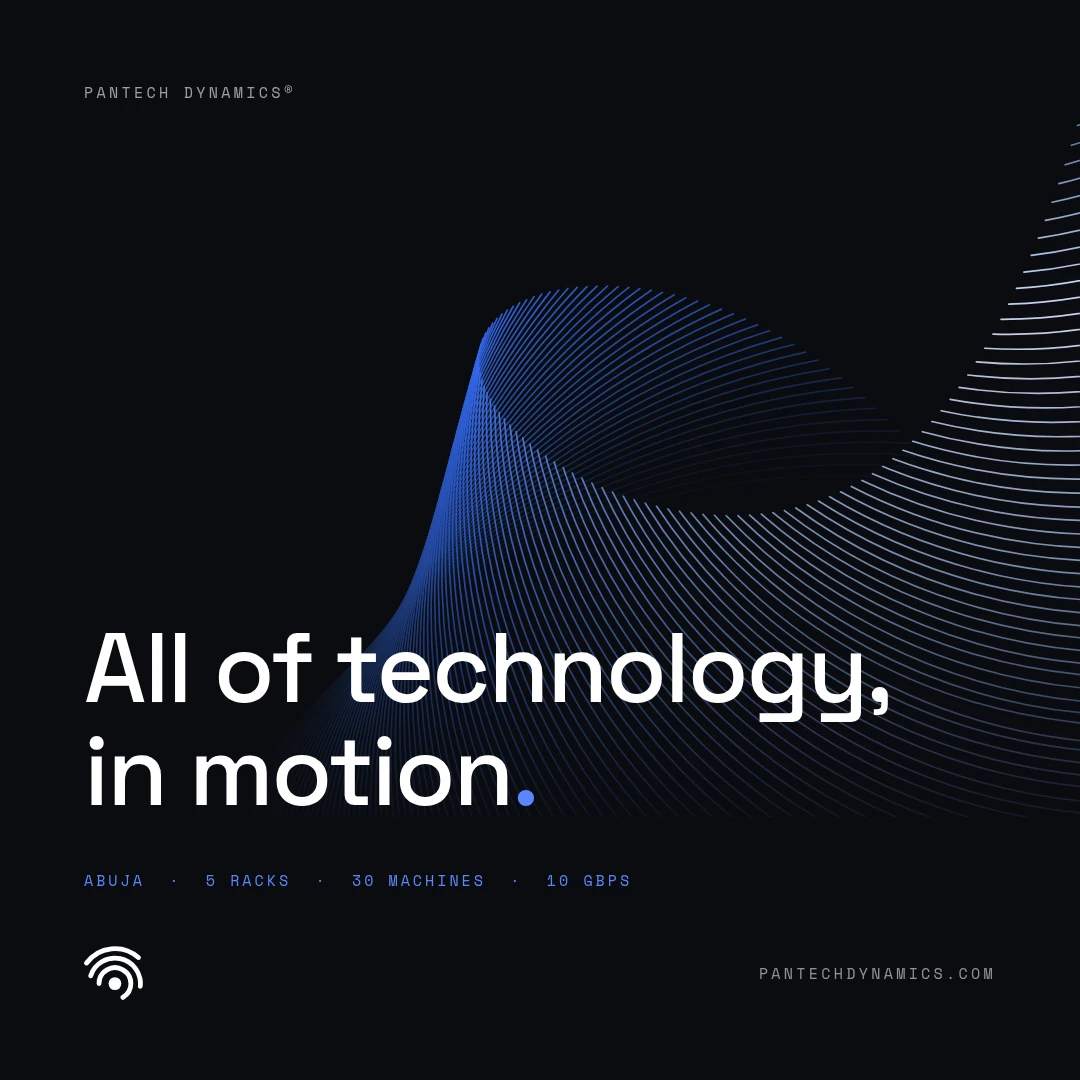 PANTECH DYNAMICS®
All of technology,
in motion.
ABUJA · 5 RACKS · 30 MACHINES · 10 GBPS
PANTECHDYNAMICS.COM